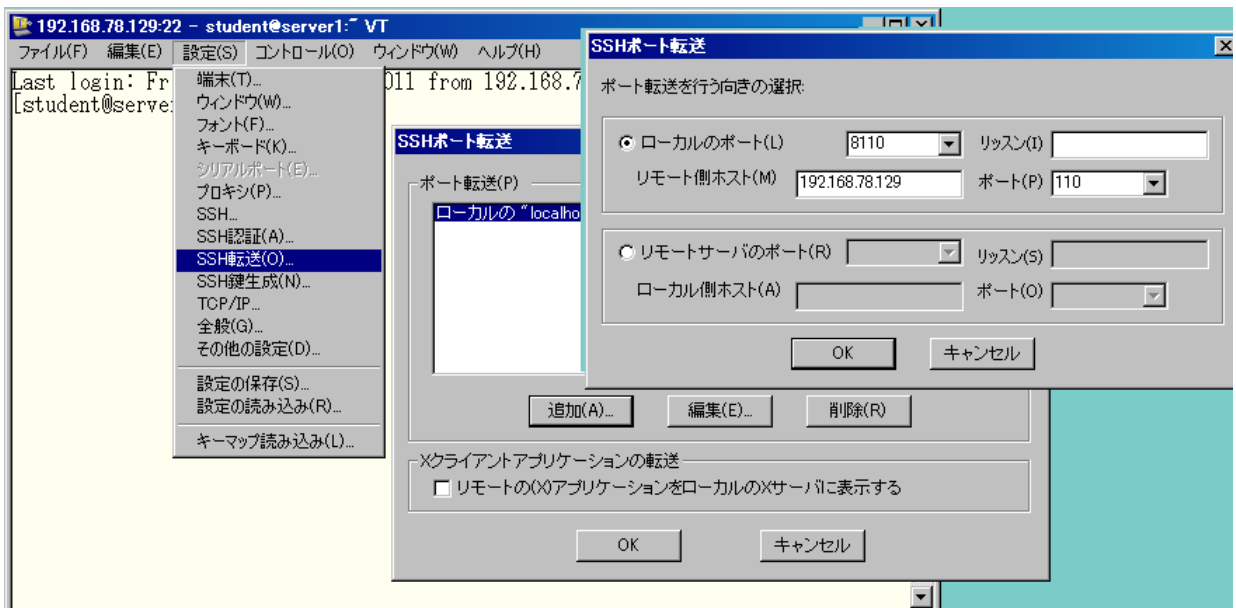 192.168.78.129:22 - student@server1:~ VT
ファイル(F) 編集(E) 設定(S) コントロール(O) ウィンドウ(W) ヘルプ(H)
Last login: Fr
011 from 192.168.7
[student@serve
端末(T)...
ウィンドウ(W)...
フォント(F)...
キーボード(K)...
シリアルポート(E)...
プロキシ(P)...
SSH...
SSH認証(A)...
SSH転送(O)...
SSH鍵生成(N)...
TCP/IP...
全般(G)...
その他の設定(D)...
設定の保存(S)...
設定の読み込み(R)...
キーマップ読み込み(L)...
SSHポート転送
ポート転送(P)
ローカルの "localho
追加(A)... 編集(E)... 削除(R)
Xクライアントアプリケーションの転送
リモートの(X)アプリケーションをローカルのXサーバに表示する
OK キャンセル
SSHポート転送
ポート転送を行う向きの選択:
ローカルのポート(L) 8110 リッスン(I)
リモート側ホスト(M) 192.168.78.129 ポート(P) 110
リモートサーバのポート(R) リッスン(S)
ローカル側ホスト(A) ポート(O)
OK キャンセル